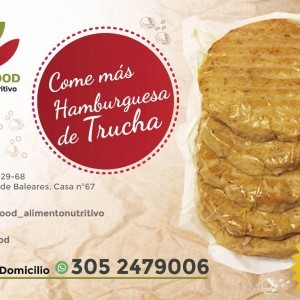 OOD
ritivo
Come más
Hamburguesa
de Trucha
29-68
de Baleares. Casa n°67
ood_alimentonutritivo
od
Domicilio 305 2479006